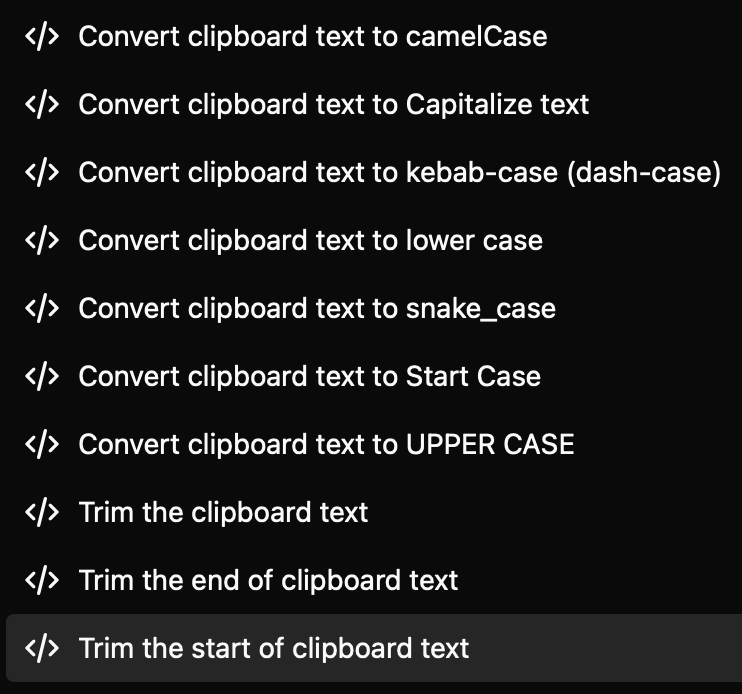 Convert clipboard text to camelCase
Convert clipboard text to Capitalize text
Convert clipboard text to kebab-case (dash-case)
Convert clipboard text to lower case
Convert clipboard text to snake_case
Convert clipboard text to Start Case
Convert clipboard text to UPPER CASE
Trim the clipboard text
Trim the end of clipboard text
Trim the start of clipboard text